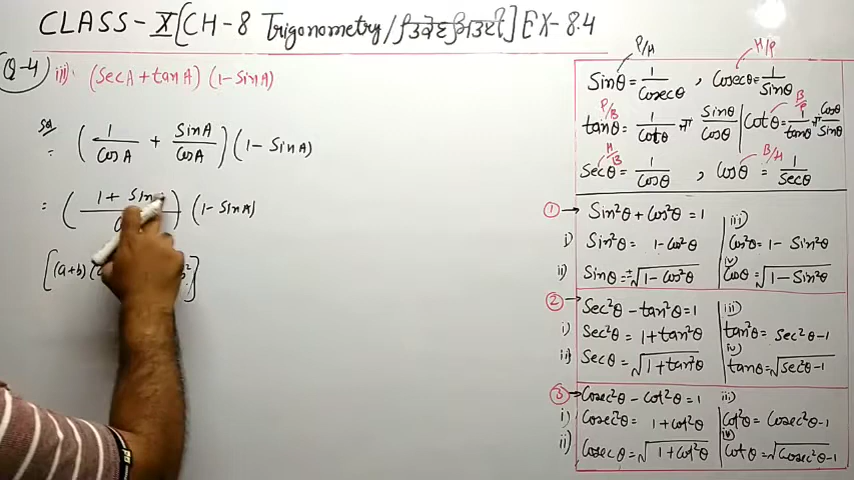 CLASS - X [CH-8 Trigonometry / ਤਿਕੋਣਮਿਤੀ] EX-8.4
Q-4 iii) (SecA + tanA) (1 - SinA)
Sol
= (1/CosA + SinA/CosA) (1 - SinA)
= (1 + Sin (1 - SinA)
[(a+b) b²]
P/H H/P
Sinθ = 1/Cosecθ , Cosecθ = 1/Sinθ
P/B B/P
tanθ = 1/Cotθ ਜਾਂ Sinθ/Cosθ | Cotθ = 1/tanθ = Cosθ/Sinθ
H/B B/H
Secθ = 1/Cosθ , Cosθ = 1/Secθ
① → Sin²θ + Cos²θ = 1
i) Sin²θ = 1 - Cos²θ iii) Cos²θ = 1 - Sin²θ
ii) Sinθ = ±√1 - Cos²θ iv) Cosθ = √1 - Sin²θ
② → Sec²θ - tan²θ = 1
i) Sec²θ = 1 + tan²θ iii) tan²θ = Sec²θ - 1
ii) Secθ = √1 + tan²θ iv) tanθ = √Sec²θ - 1
③ → Cosec²θ - Cot²θ = 1
i) Cosec²θ = 1 + Cot²θ iii) Cot²θ = Cosec²θ - 1
ii) Cosecθ = √1 + Cot²θ iv) Cotθ = √Cosec²θ - 1